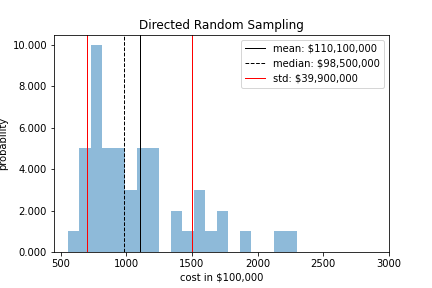 Directed Random Sampling
mean: $110,100,000
median: $98,500,000
std: $39,900,000
probability
10.000
8.000
6.000
4.000
2.000
0.000
500
1000
1500
2000
2500
3000
cost in $100,000